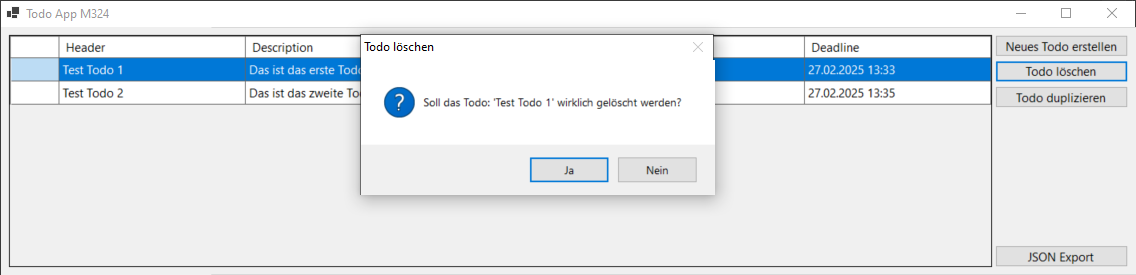 Todo App M324
Header Description Deadline
Test Todo 1 Das ist das erste Todo 27.02.2025 13:33
Test Todo 2 Das ist das zweite To 27.02.2025 13:35
Todo löschen
Soll das Todo: 'Test Todo 1' wirklich gelöscht werden?
Ja Nein
Neues Todo erstellen
Todo löschen
Todo duplizieren
JSON Export